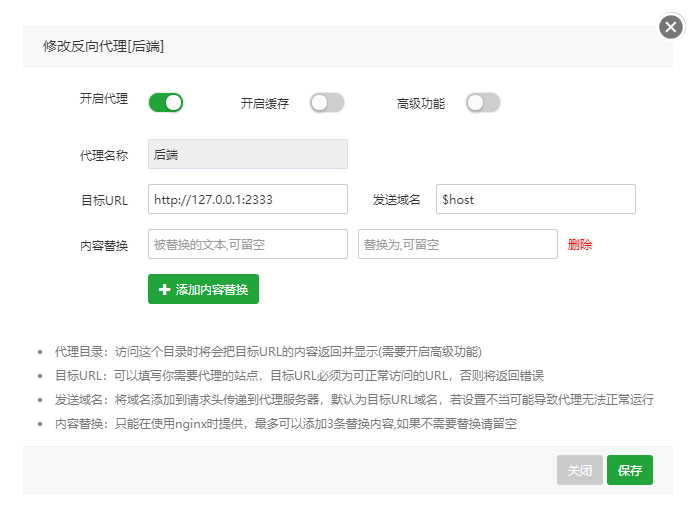 修改反向代理[后端]
开启代理 开启缓存 高级功能
代理名称 后端
目标URL http://127.0.0.1:2333 发送域名 $host
内容替换 被替换的文本,可留空 替换为,可留空 删除
添加内容替换
代理目录：访问这个目录时将会把目标URL的内容返回并显示(需要开启高级功能)
目标URL：可以填写你需要代理的站点，目标URL必须为可正常访问的URL，否则将返回错误
发送域名：将域名添加到请求头传递到代理服务器，默认为目标URL域名，若设置不当可能导致代理无法正常运行
内容替换：只能在使用nginx时提供，最多可以添加3条替换内容,如果不需要替换请留空
关闭 保存